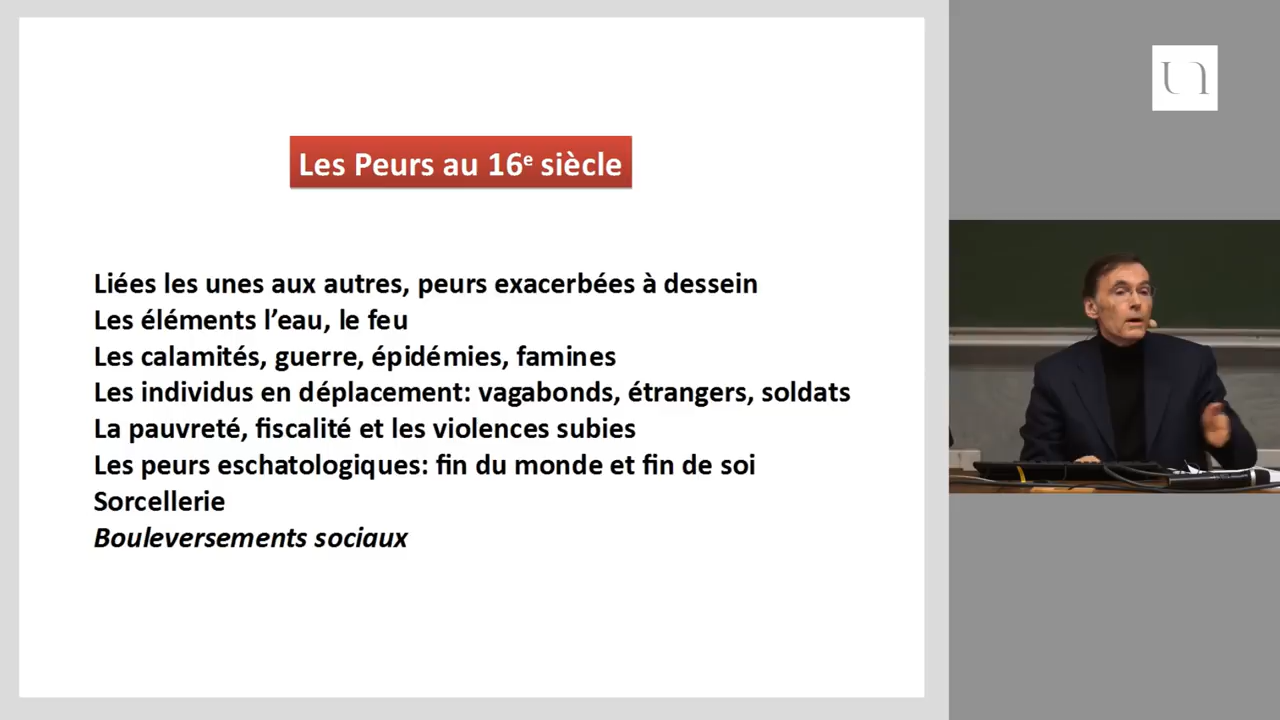 Les Peurs au 16e siècle
Liées les unes aux autres, peurs exacerbées à dessein
Les éléments l’eau, le feu
Les calamités, guerre, épidémies, famines
Les individus en déplacement: vagabonds, étrangers, soldats
La pauvreté, fiscalité et les violences subies
Les peurs eschatologiques: fin du monde et fin de soi
Sorcellerie
Bouleversements sociaux